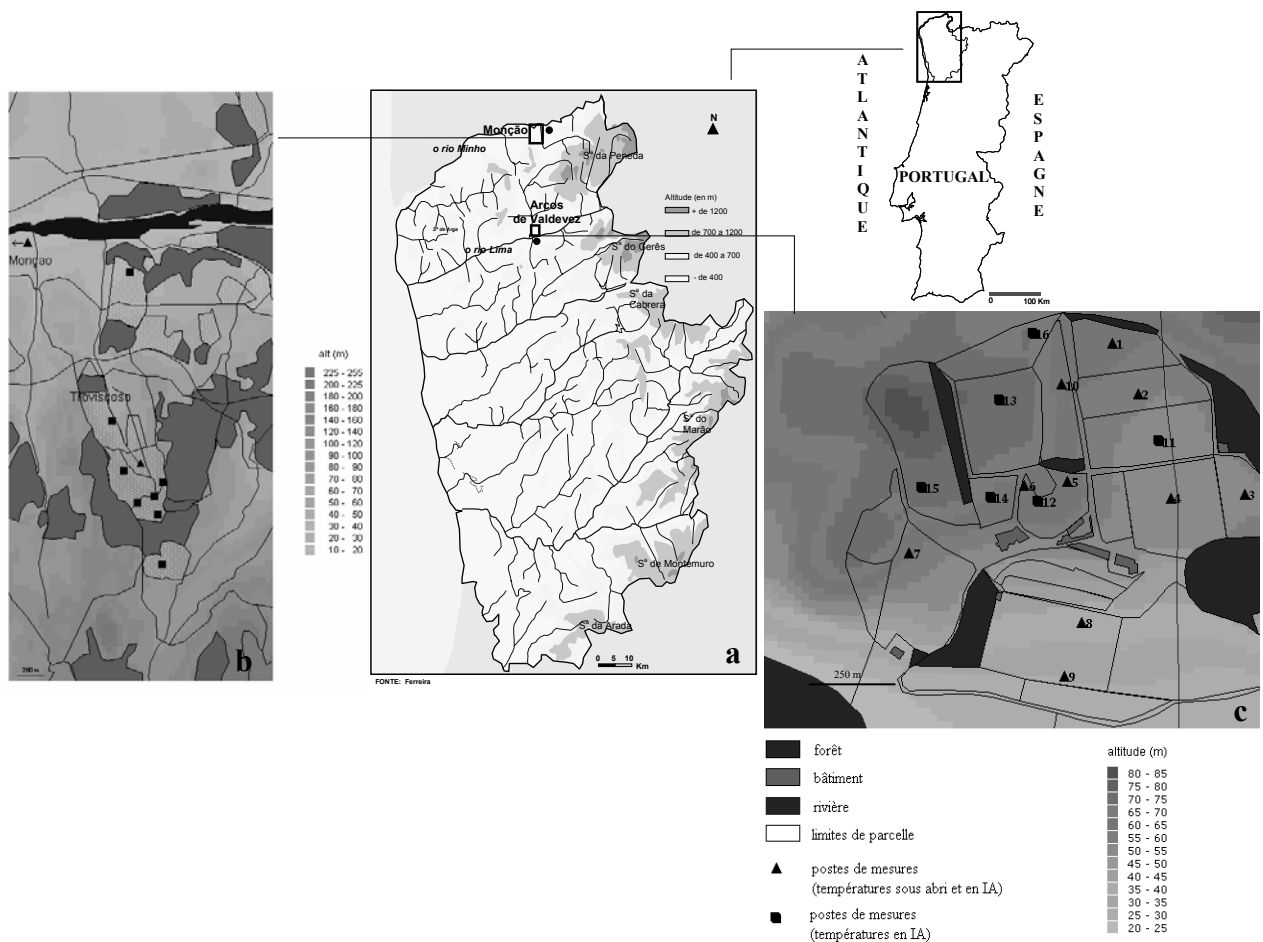 ATLANTIQUE
ESPAGNE
PORTUGAL
0 100 Km
Monção
o rio Minho
N
Sª da Peneda
Arços
de Valdevez
Altitude (en m)
+ de 1200
de 700 a 1200
de 400 a 700
- de 400
Sª de Arga
o rio Lima
Sª do Gerês
Sª da
Cabrera
Sª do
Marão
Sª de Montemuro
Sª da Arada
0 5 10
Km
a
FONTE: Ferreira
←
Monçao
Troviscoso
250 m
b
alt (m)
225 - 255
200 - 225
180 - 200
160 - 180
140 - 160
120 - 140
100 - 120
90 - 100
80 - 90
70 - 80
60 - 70
50 - 60
40 - 50
30 - 40
20 - 30
10 - 20
16
1
10
2
13
11
15
14
6
12
5
4
3
7
8
9
250 m
c
forêt
bâtiment
rivière
limites de parcelle
postes de mesures
(températures sous abri et en IA)
postes de mesures
(températures en IA)
altitude (m)
80 - 85
75 - 80
70 - 75
65 - 70
60 - 65
55 - 60
50 - 55
45 - 50
40 - 45
35 - 40
30 - 35
25 - 30
20 - 25